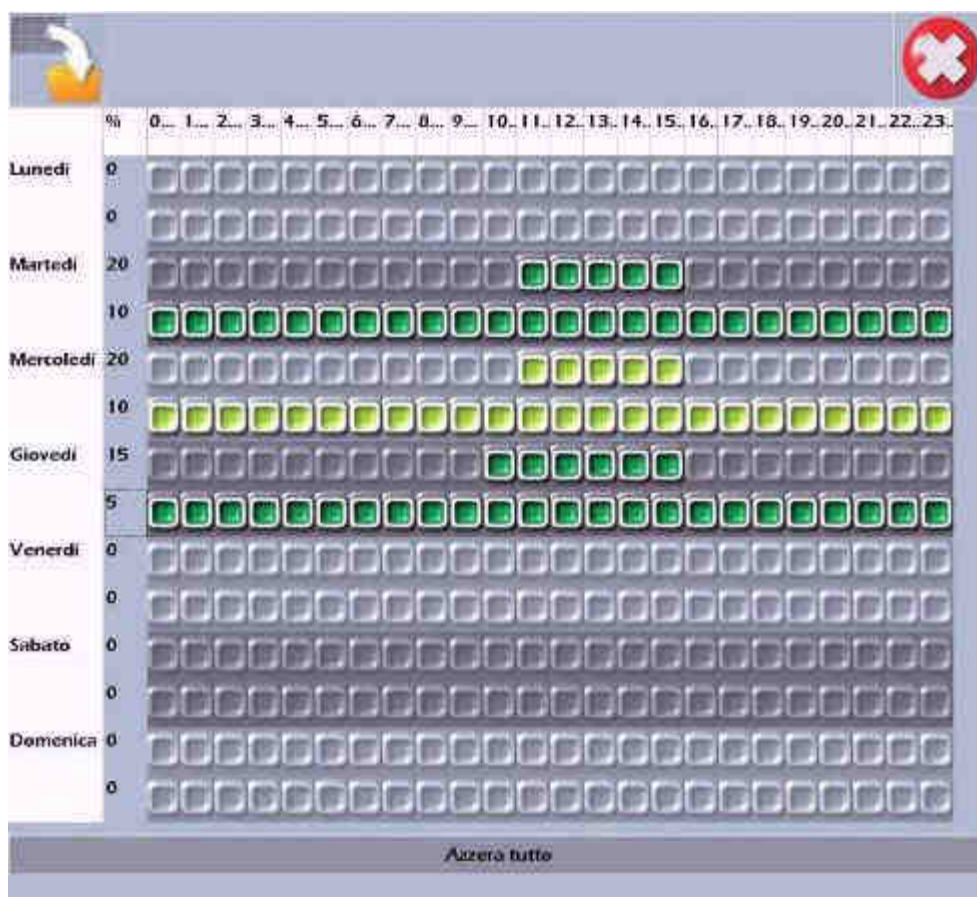 % 0... 1... 2... 3... 4... 5... 6... 7... 8... 9... 10.. 11.. 12.. 13.. 14.. 15.. 16.. 17.. 18.. 19.. 20.. 21.. 22.. 23..
Lunedì 0
0
Martedì 20
10
Mercoledì 20
10
Giovedì 15
5
Venerdì 0
0
Sabato 0
0
Domenica 0
0
Azzera tutto